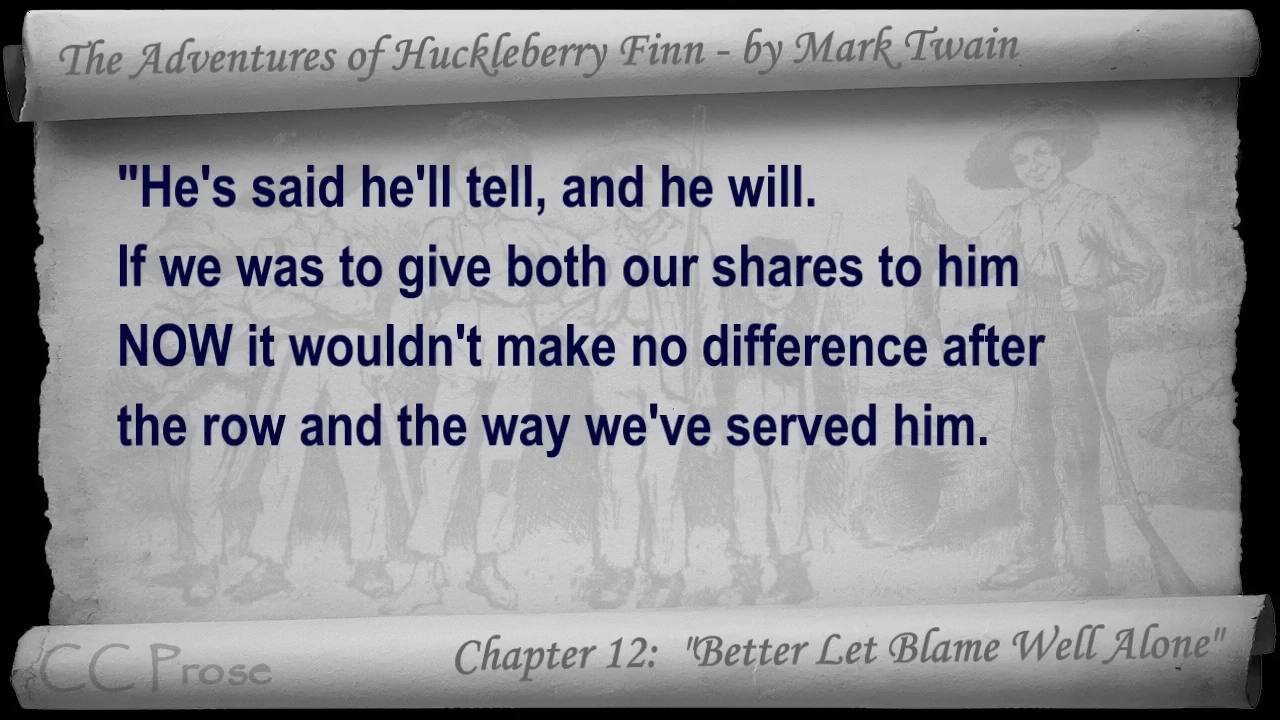 The Adventures of Huckleberry Finn - by Mark Twain
"He's said he'll tell, and he will.
If we was to give both our shares to him
NOW it wouldn't make no difference after
the row and the way we've served him.
CC Prose
Chapter 12: "Better Let Blame Well Alone"